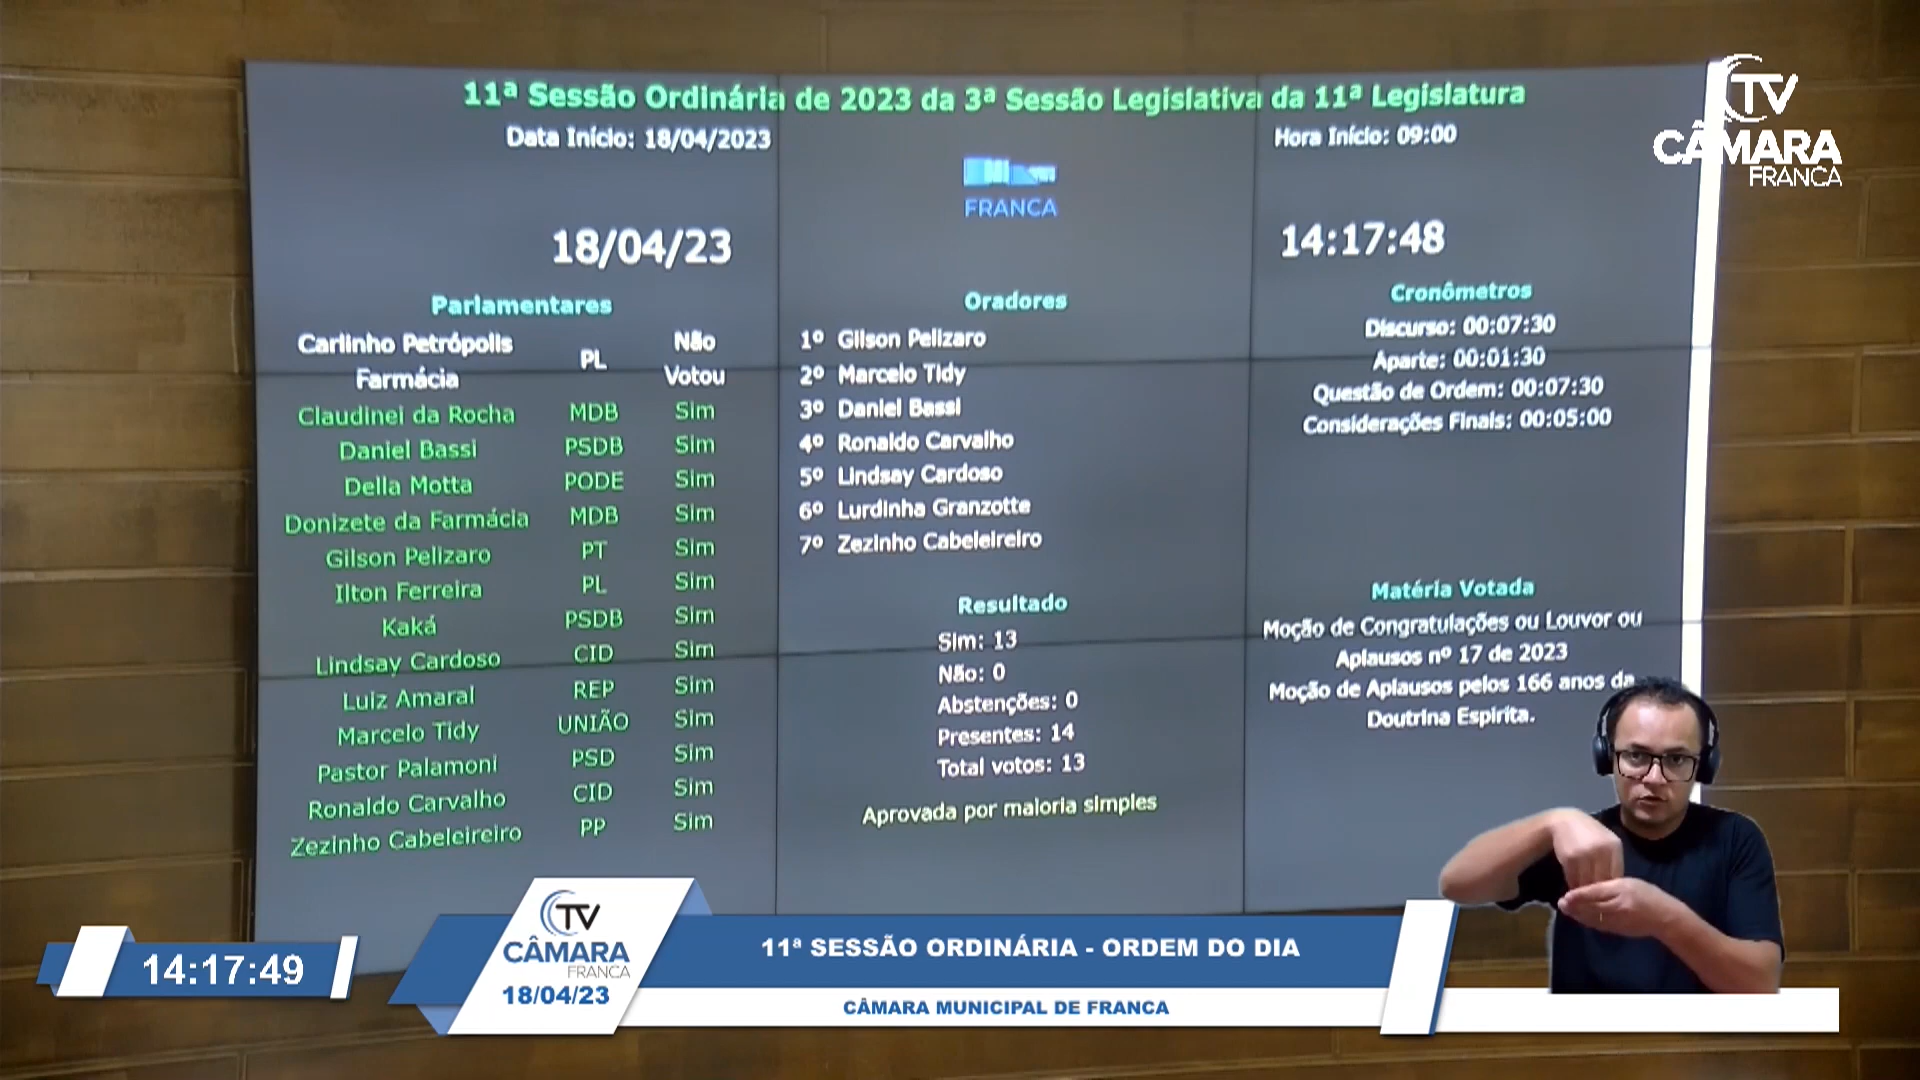 11ª Sessão Ordinária de 2023 da 3ª Sessão Legislativa da 11ª Legislatura
Data Início: 18/04/2023
Hora Início: 09:00
FRANCA
18/04/23
14:17:48
Parlamentares
Carlinho Petrópolis Farmácia PL Não Votou
Claudinei da Rocha MDB Sim
Daniel Bassi PSDB Sim
Della Motta PODE Sim
Donizete da Farmácia MDB Sim
Gilson Pelizaro PT Sim
Ilton Ferreira PL Sim
Kaká PSDB Sim
Lindsay Cardoso CID Sim
Luiz Amaral REP Sim
Marcelo Tidy UNIÃO Sim
Pastor Palamoni PSD Sim
Ronaldo Carvalho CID Sim
Zezinho Cabeleireiro PP Sim
Oradores
1º Gilson Pelizaro
2º Marcelo Tidy
3º Daniel Bassi
4º Ronaldo Carvalho
5º Lindsay Cardoso
6º Lurdinha Granzotte
7º Zezinho Cabeleireiro
Resultado
Sim: 13
Não: 0
Abstenções: 0
Presentes: 14
Total votos: 13
Aprovada por maioria simples
Cronômetros
Discurso: 00:07:30
Aparte: 00:01:30
Questão de Ordem: 00:07:30
Considerações Finais: 00:05:00
Matéria Votada
Moção de Congratulações ou Louvor ou
Aplausos nº 17 de 2023
Moção de Aplausos pelos 166 anos da
Doutrina Espírita.
TV
CÂMARA
FRANCA
14:17:49
TV
CÂMARA
FRANCA
18/04/23
11ª SESSÃO ORDINÁRIA - ORDEM DO DIA
CÂMARA MUNICIPAL DE FRANCA